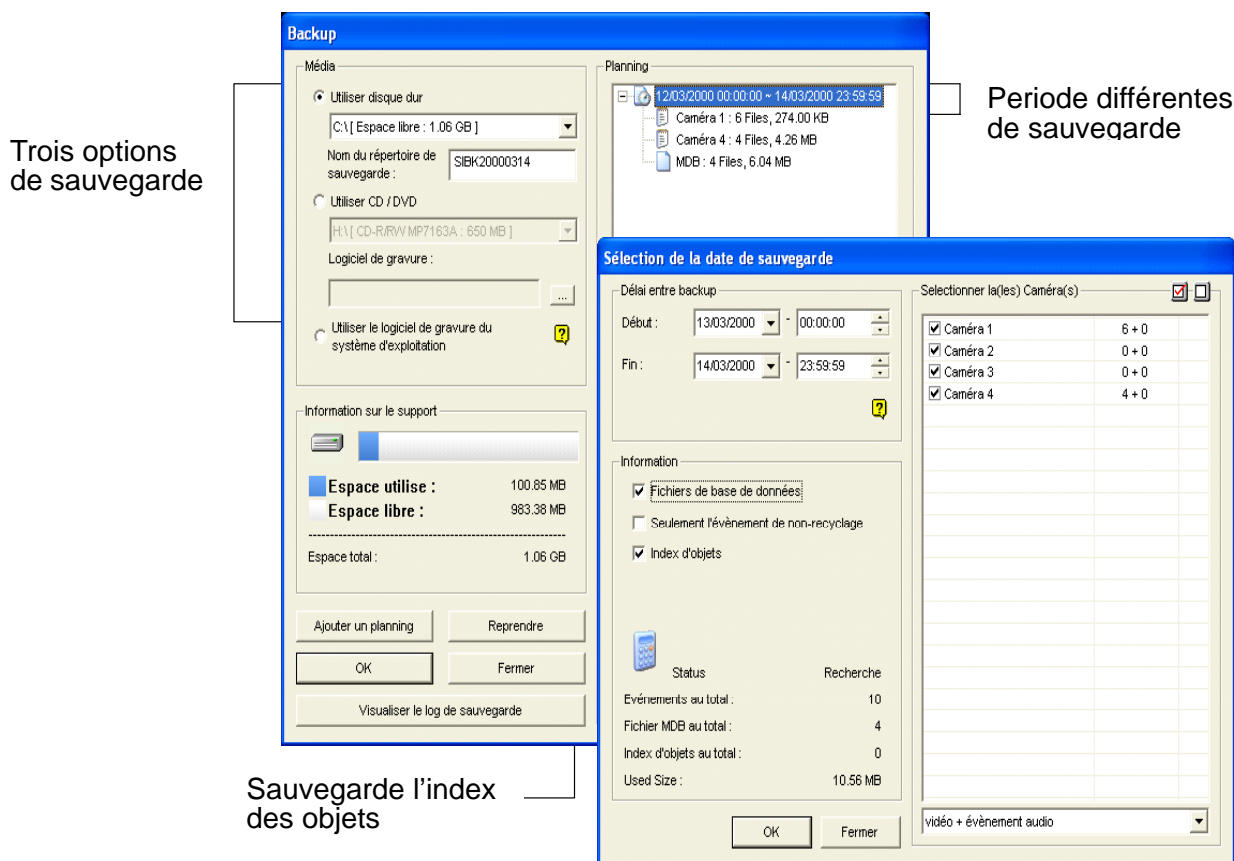 Backup
Média
Utiliser disque dur
C:\ [ Espace libre : 1.06 GB ]
Nom du répertoire de
sauvegarde :
SIBK20000314
Utiliser CD / DVD
H:\ [ CD-R/RW MP7163A : 650 MB ]
Logiciel de gravure :
...
Utiliser le logiciel de gravure du
système d'exploitation
Information sur le support
Espace utilise : 100.85 MB
Espace libre : 983.38 MB
Espace total : 1.06 GB
Ajouter un planning Reprendre
OK Fermer
Visualiser le log de sauvegarde
Planning
12/03/2000 00:00:00 ~ 14/03/2000 23:59:59
Caméra 1 : 6 Files, 274.00 KB
Caméra 4 : 4 Files, 4.26 MB
MDB : 4 Files, 6.04 MB
Trois options
de sauvegarde
Periode différentes
de sauvegarde
Sélection de la date de sauvegarde
Délai entre backup
Début : 13/03/2000 - 00:00:00
Fin : 14/03/2000 - 23:59:59
Information
Fichiers de base de données
Seulement l'évènement de non-recyclage
Index d'objets
Status Recherche
Evénements au total : 10
Fichier MDB au total : 4
Index d'objets au total : 0
Used Size : 10.56 MB
OK Fermer
Selectionner la(les) Caméra(s)
Caméra 1 6 + 0
Caméra 2 0 + 0
Caméra 3 0 + 0
Caméra 4 4 + 0
vidéo + évènement audio
Sauvegarde l’index
des objets